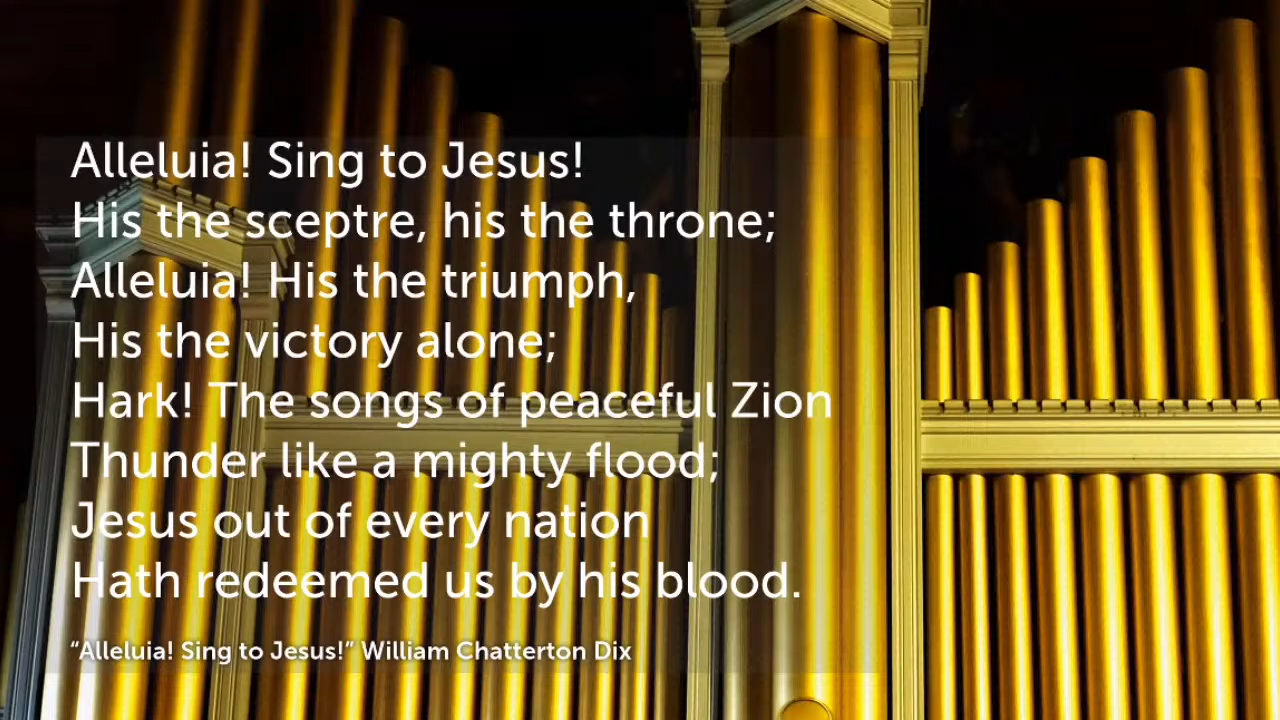 Alleluia! Sing to Jesus!
His the sceptre, his the throne;
Alleluia! His the triumph,
His the victory alone;
Hark! The songs of peaceful Zion
Thunder like a mighty flood;
Jesus out of every nation
Hath redeemed us by his blood.
“Alleluia! Sing to Jesus!” William Chatterton Dix